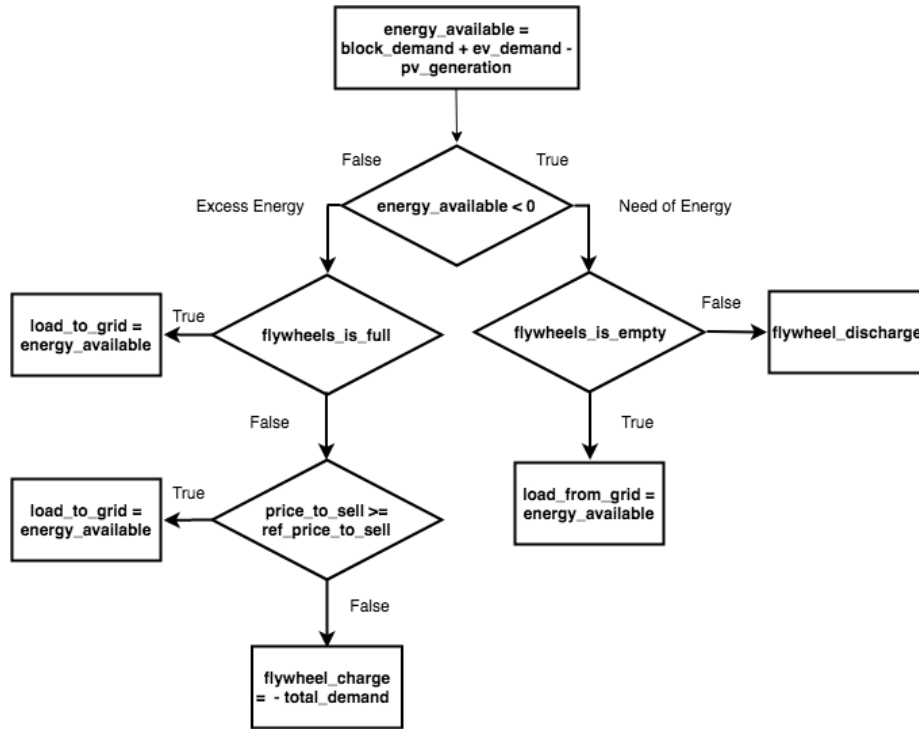 energy_available =
block_demand + ev_demand -
pv_generation
False
True
Excess Energy
energy_available < 0
Need of Energy
load_to_grid =
energy_available
True
flywheels_is_full
flywheels_is_empty
False
flywheel_discharge
False
True
load_to_grid =
energy_available
True
price_to_sell >=
ref_price_to_sell
load_from_grid =
energy_available
False
flywheel_charge
= - total_demand